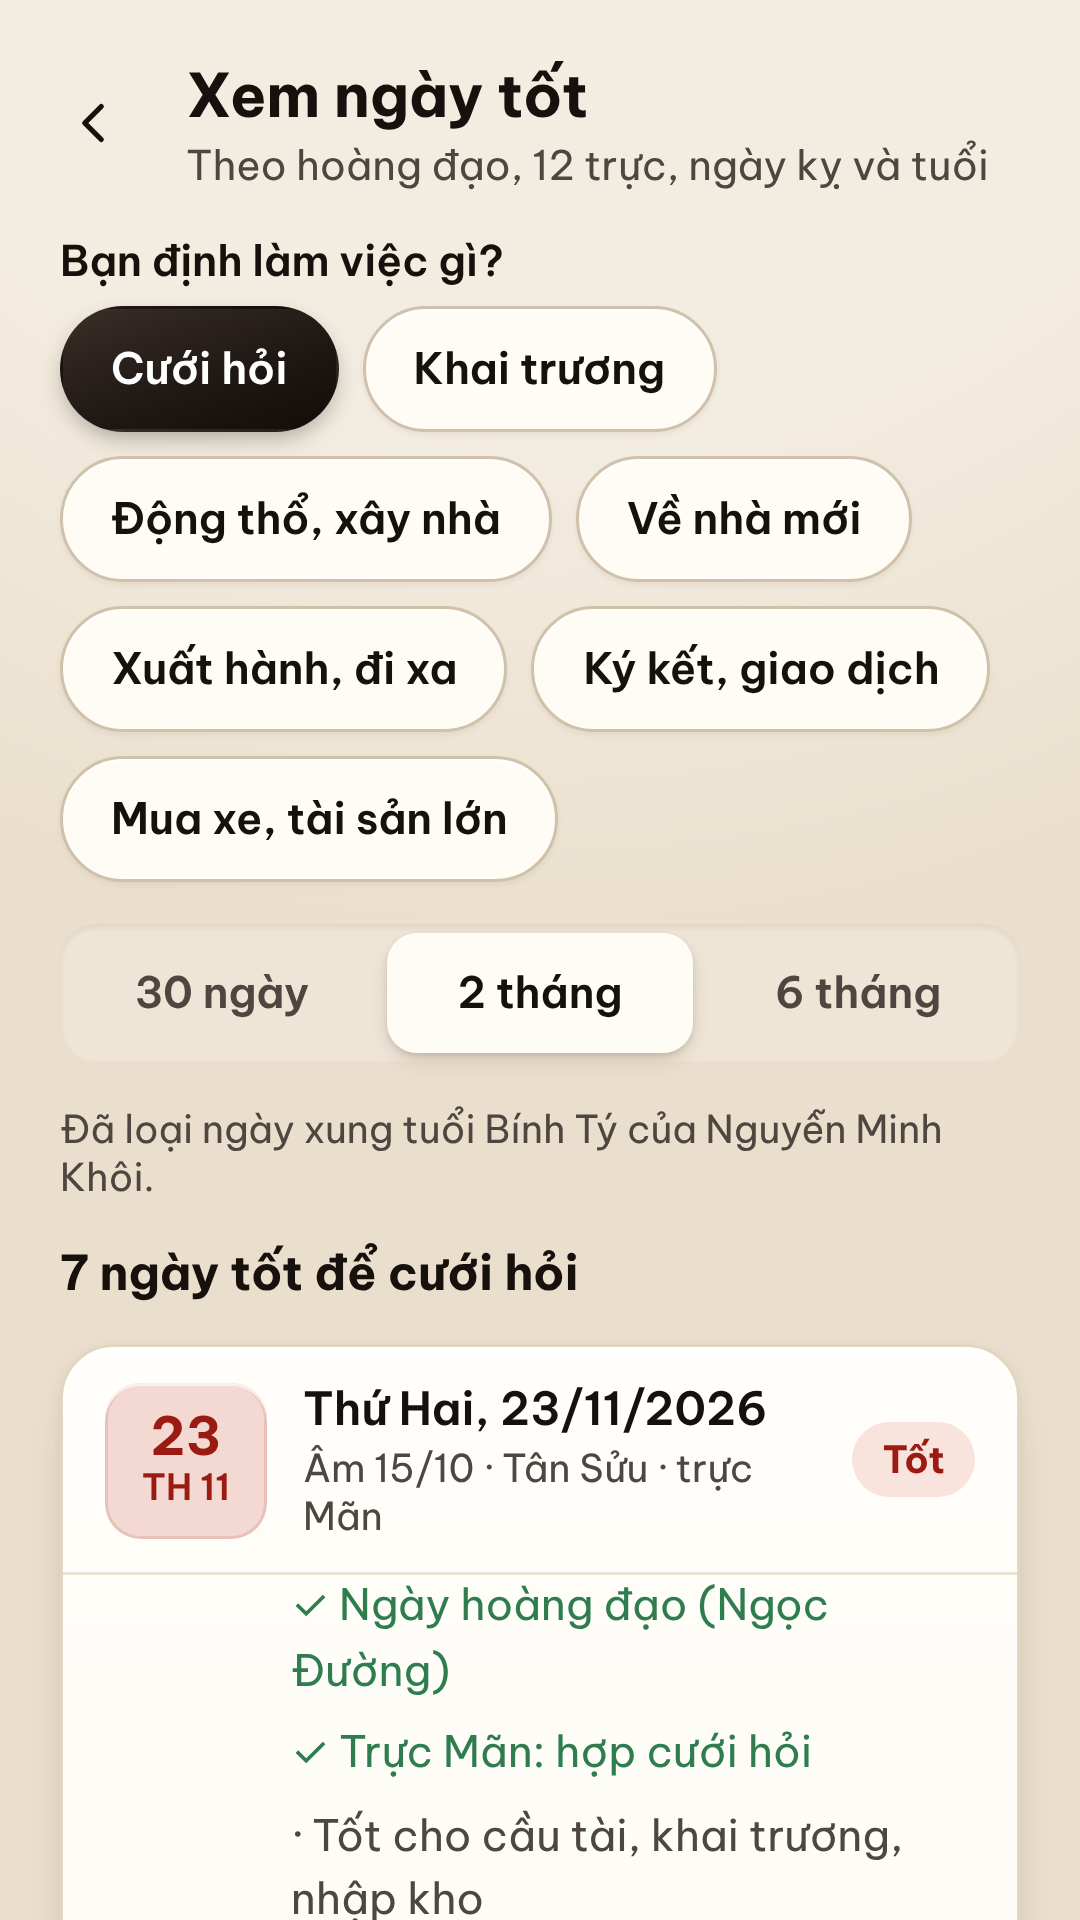 Xem ngày tốt
Theo hoàng đạo, 12 trực, ngày kỵ và tuổi
Bạn định làm việc gì?
Cưới hỏi
Khai trương
Động thổ, xây nhà
Về nhà mới
Xuất hành, đi xa
Ký kết, giao dịch
Mua xe, tài sản lớn
30 ngày
2 tháng
6 tháng
Đã loại ngày xung tuổi Bính Tý của Nguyễn Minh
Khôi.
7 ngày tốt để cưới hỏi
23
TH 11
Thứ Hai, 23/11/2026
Âm 15/10 · Tân Sửu · trực
Mãn
Tốt
✓ Ngày hoàng đạo (Ngọc
Đường)
✓ Trực Mãn: hợp cưới hỏi
· Tốt cho cầu tài, khai trương,
nhập kho